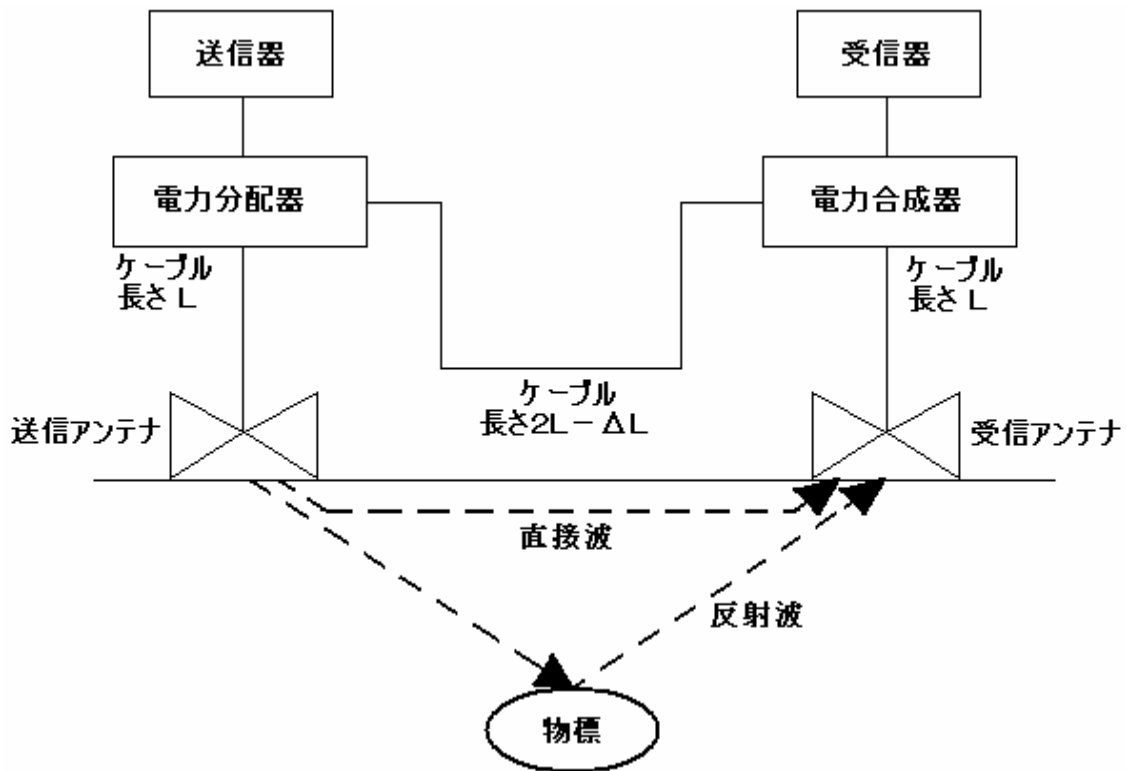 送信器
受信器
電力分配器
電力合成器
ケーブル
長さ L
ケーブル
長さ L
ケーブル
長さ2L－ΔL
送信アンテナ
受信アンテナ
直接波
反射波
物標